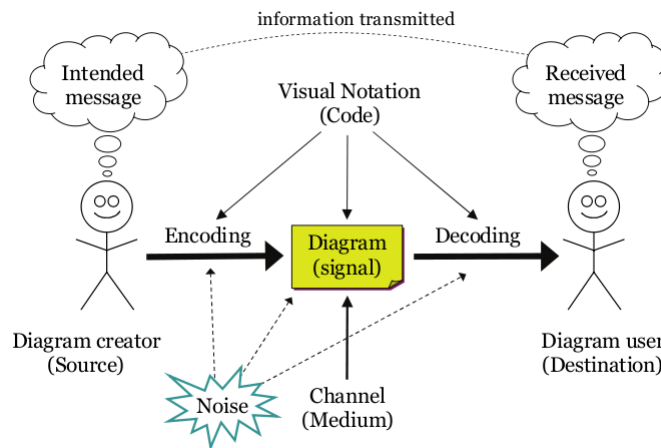 information transmitted
Intended
message
Received
message
Visual Notation
(Code)
Encoding
Diagram
(signal)
Decoding
Diagram creator
(Source)
Diagram user
(Destination)
Noise
Channel
(Medium)